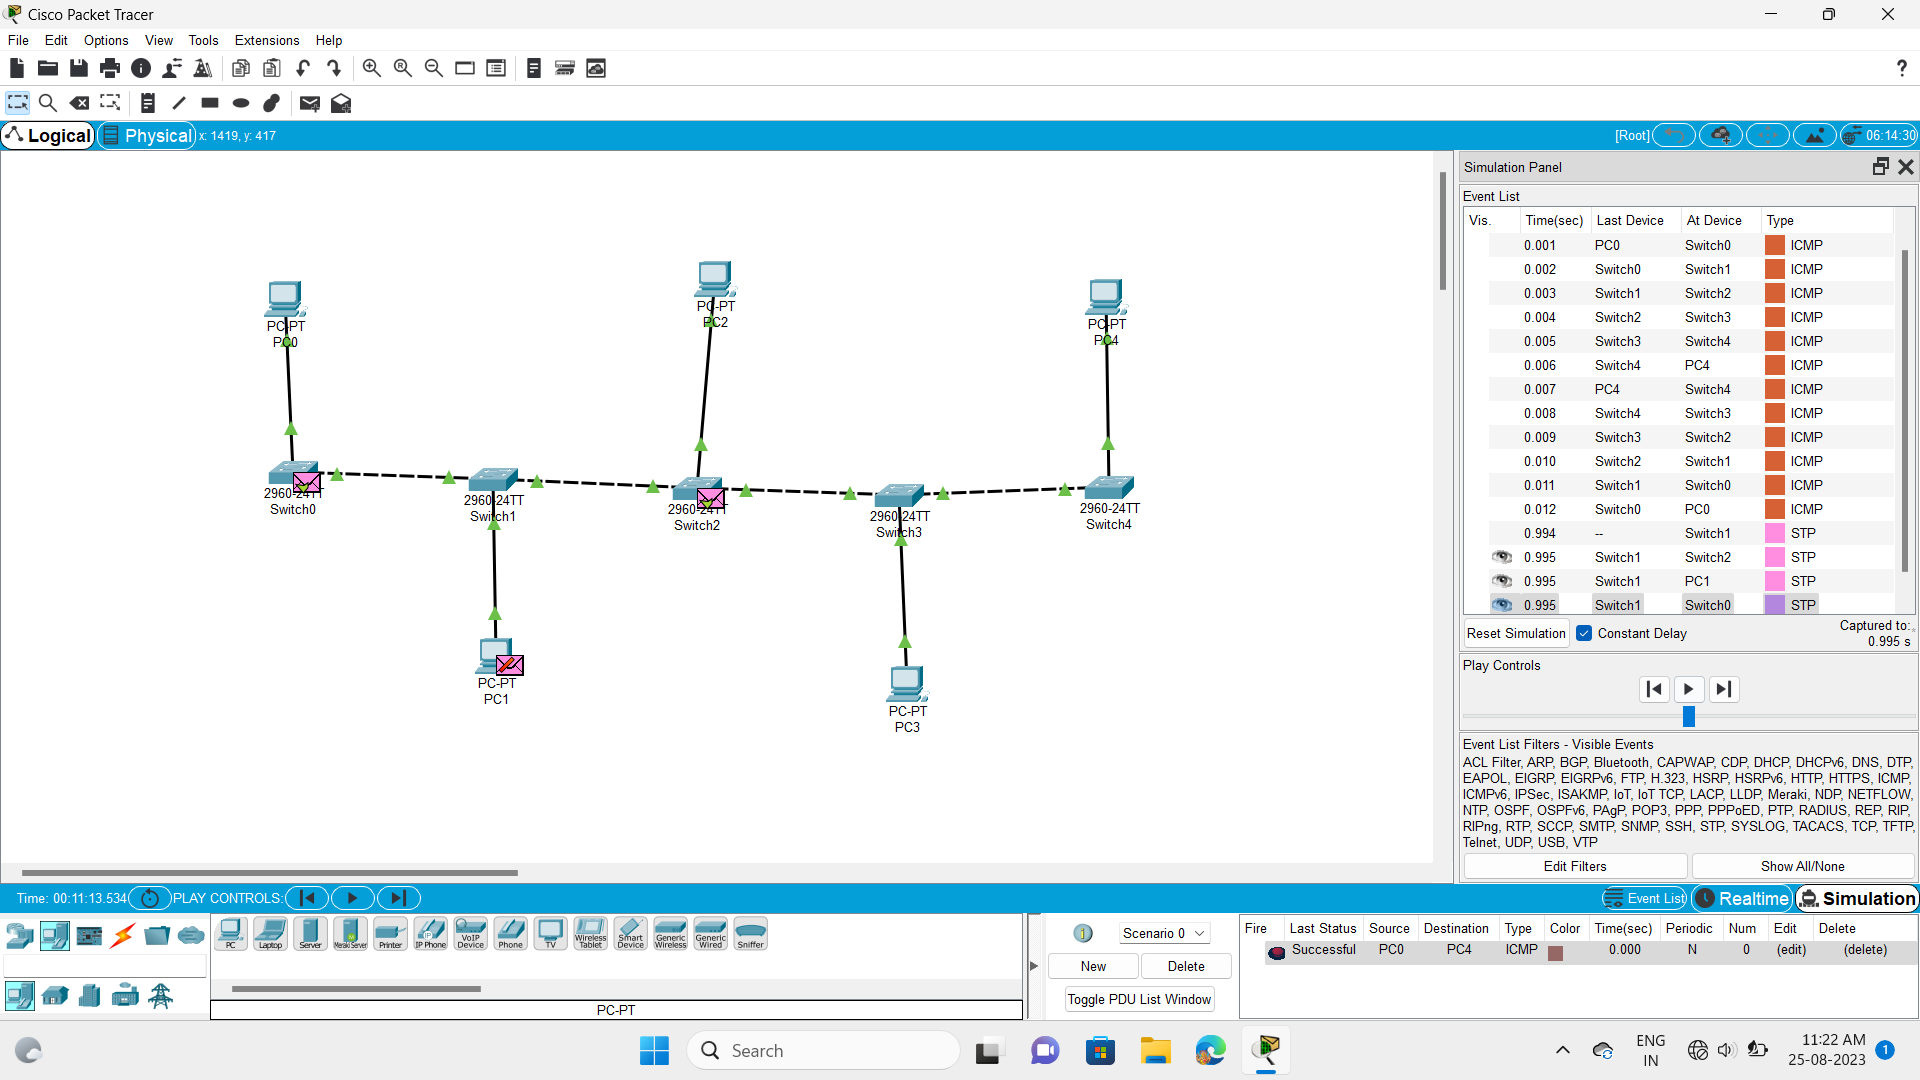 Cisco Packet Tracer
File Edit Options View Tools Extensions Help
?
Logical Physical x: 1419, y: 417 [Root] 06:14:30
PC-PT
PC0
PC-PT
PC2
PC-PT
PC4
2960-24TT
Switch0
2960-24TT
Switch1
2960-24TT
Switch2
2960-24TT
Switch3
2960-24TT
Switch4
PC-PT
PC1
PC-PT
PC3
Simulation Panel
Event List
Vis. Time(sec) Last Device At Device Type
0.001 PC0 Switch0 ICMP
0.002 Switch0 Switch1 ICMP
0.003 Switch1 Switch2 ICMP
0.004 Switch2 Switch3 ICMP
0.005 Switch3 Switch4 ICMP
0.006 Switch4 PC4 ICMP
0.007 PC4 Switch4 ICMP
0.008 Switch4 Switch3 ICMP
0.009 Switch3 Switch2 ICMP
0.010 Switch2 Switch1 ICMP
0.011 Switch1 Switch0 ICMP
0.012 Switch0 PC0 ICMP
0.994 -- Switch1 STP
0.995 Switch1 Switch2 STP
0.995 Switch1 PC1 STP
0.995 Switch1 Switch0 STP
Reset Simulation Constant Delay Captured to:
0.995 s
Play Controls
Event List Filters - Visible Events
ACL Filter, ARP, BGP, Bluetooth, CAPWAP, CDP, DHCP, DHCPv6, DNS, DTP,
EAPOL, EIGRP, EIGRPv6, FTP, H.323, HSRP, HSRPv6, HTTP, HTTPS, ICMP,
ICMPv6, IPSec, ISAKMP, IoT, IoT TCP, LACP, LLDP, Meraki, NDP, NETFLOW,
NTP, OSPF, OSPFv6, PAgP, POP3, PPP, PPPoED, PTP, RADIUS, REP, RIP,
RIPng, RTP, SCCP, SMTP, SNMP, SSH, STP, SYSLOG, TACACS, TCP, TFTP,
Telnet, UDP, USB, VTP
Edit Filters Show All/None
Time: 00:11:13.534 PLAY CONTROLS: Event List Realtime Simulation
PC Laptop Server Meraki Server Printer IP Phone VoIP Device Phone TV Wireless Tablet Smart Device Generic Wireless Generic Wired Sniffer
PC-PT
1 Scenario 0
New Delete
Toggle PDU List Window
Fire Last Status Source Destination Type Color Time(sec) Periodic Num Edit Delete
Successful PC0 PC4 ICMP 0.000 N 0 (edit) (delete)
Search
ENG
IN
11:22 AM
25-08-2023
1